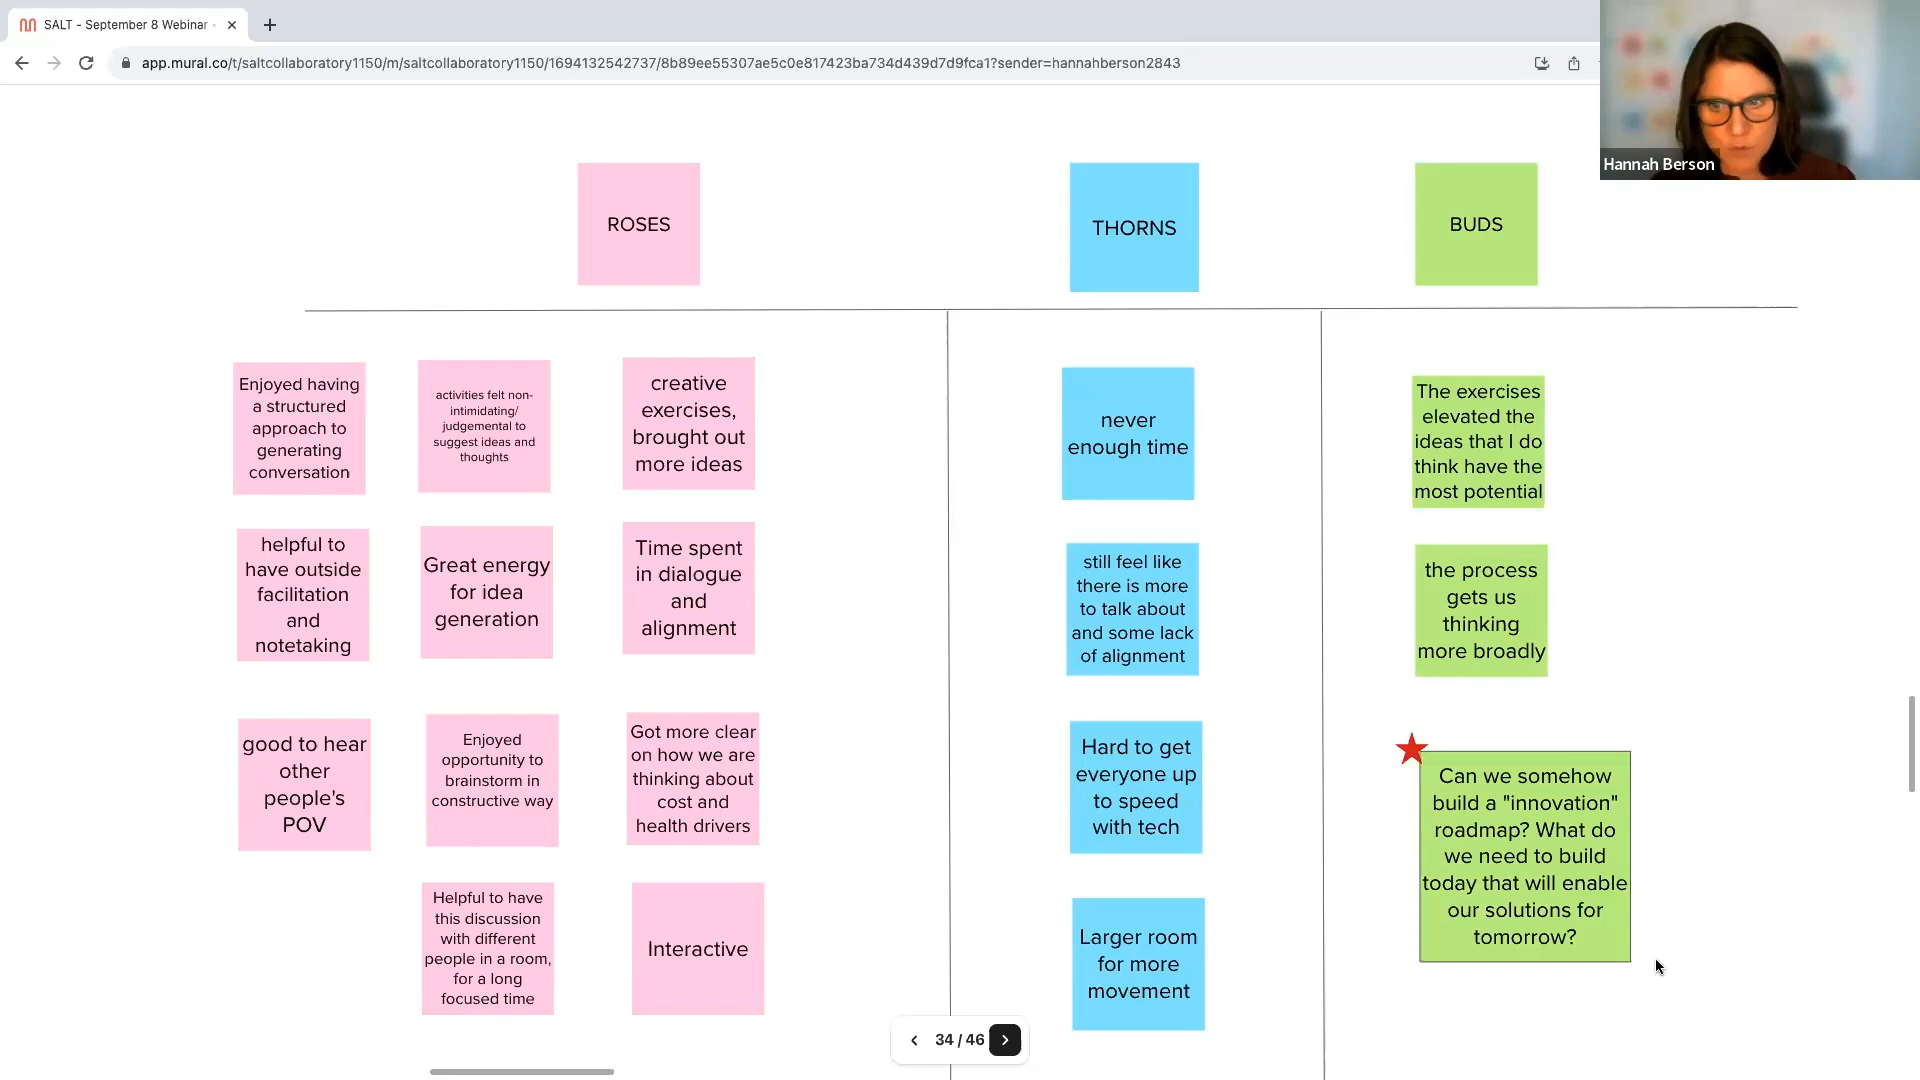 SALT - September 8 Webinar
app.mural.co/t/saltcollaboratory1150/m/saltcollaboratory1150/1694132542737/8b89ee55307ae5c0e817423ba734d439d7d9fca1?sender=hannahberson2843
Hannah Berson
ROSES
THORNS
BUDS
Enjoyed having
a structured
approach to
generating
conversation
activities felt non-
intimidating/
judgemental to
suggest ideas and
thoughts
creative
exercises,
brought out
more ideas
helpful to
have outside
facilitation
and
notetaking
Great energy
for idea
generation
Time spent
in dialogue
and
alignment
good to hear
other
people's
POV
Enjoyed
opportunity to
brainstorm in
constructive way
Got more clear
on how we are
thinking about
cost and
health drivers
Helpful to have
this discussion
with different
people in a room,
for a long
focused time
Interactive
never
enough time
still feel like
there is more
to talk about
and some lack
of alignment
Hard to get
everyone up
to speed
with tech
Larger room
for more
movement
The exercises
elevated the
ideas that I do
think have the
most potential
the process
gets us
thinking
more broadly
Can we somehow
build a "innovation"
roadmap? What do
we need to build
today that will enable
our solutions for
tomorrow?
34 / 46